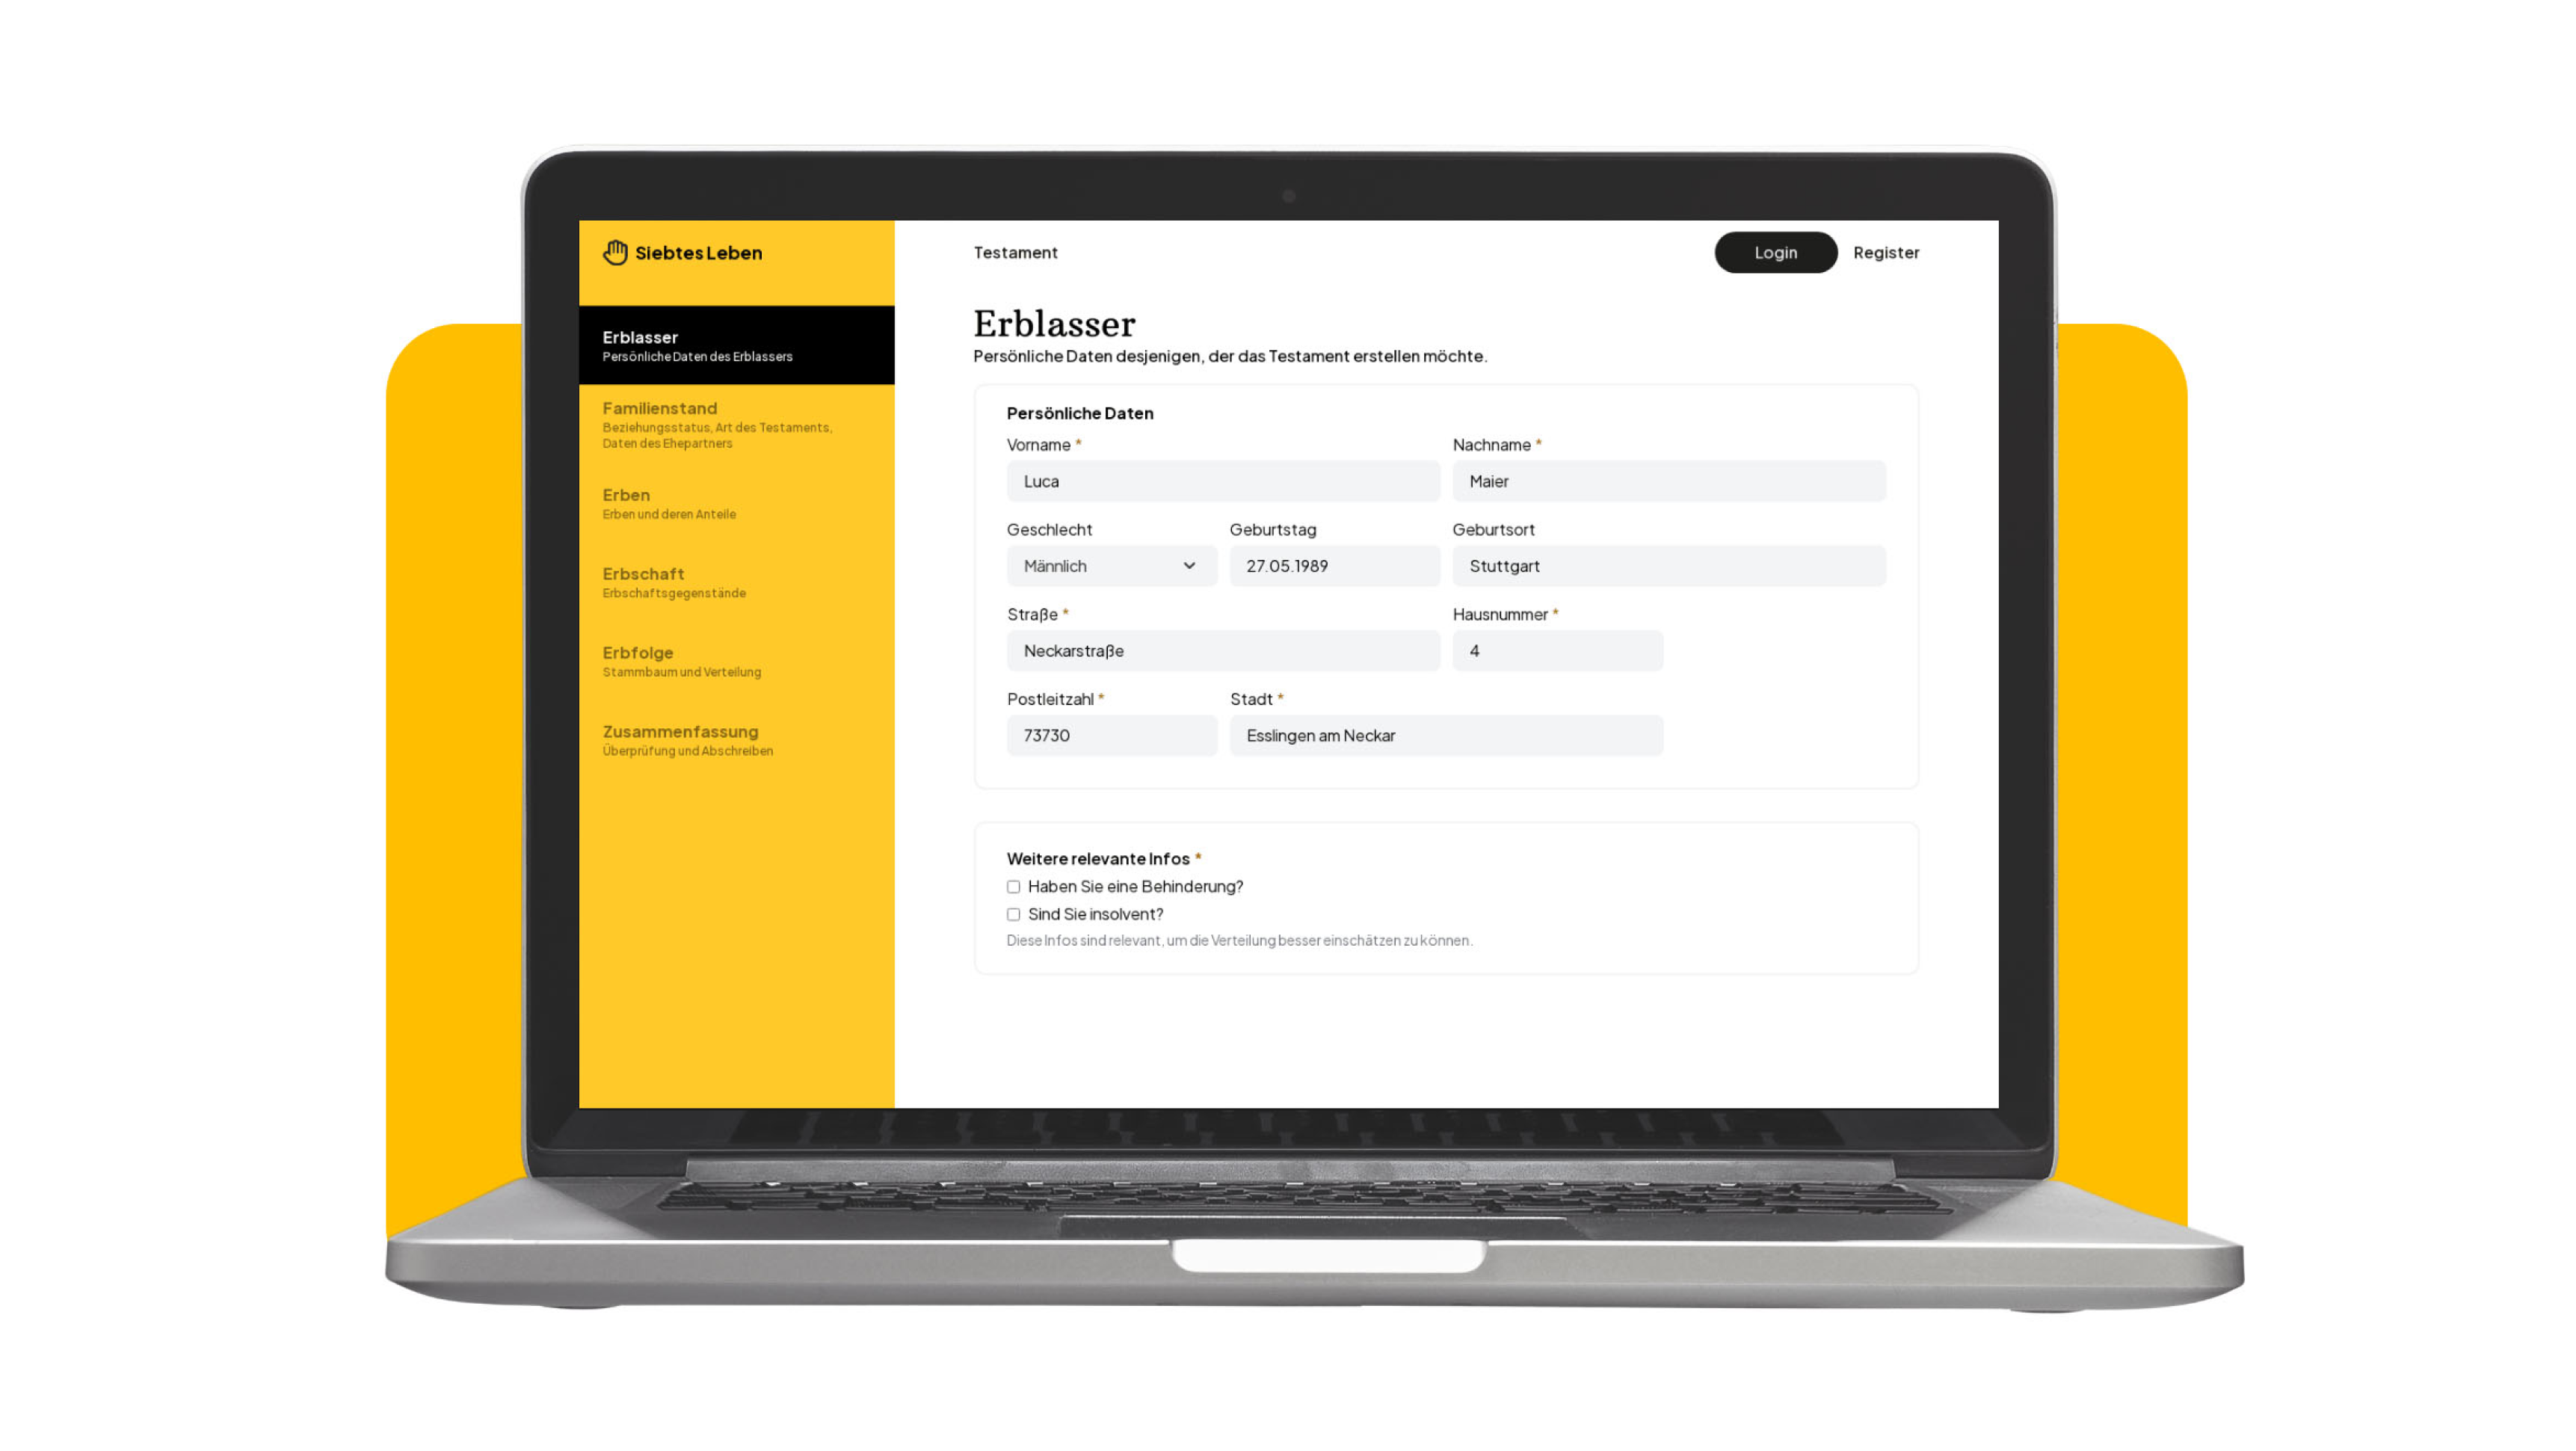 Siebtes Leben
Erblasser
Persönliche Daten des Erblassers
Familienstand
Beziehungsstatus, Art des Testaments,
Daten des Ehepartners
Erben
Erben und deren Anteile
Erbschaft
Erbschaftsgegenstände
Erbfolge
Stammbaum und Verteilung
Zusammenfassung
Überprüfung und Abschreiben
Testament
Login
Register
Erblasser
Persönliche Daten desjenigen, der das Testament erstellen möchte.
Persönliche Daten
Vorname *
Nachname *
Luca
Maier
Geschlecht
Geburtstag
Geburtsort
Männlich
27.05.1989
Stuttgart
Straße *
Hausnummer *
Neckarstraße
4
Postleitzahl *
Stadt *
73730
Esslingen am Neckar
Weitere relevante Infos *
Haben Sie eine Behinderung?
Sind Sie insolvent?
Diese Infos sind relevant, um die Verteilung besser einschätzen zu können.